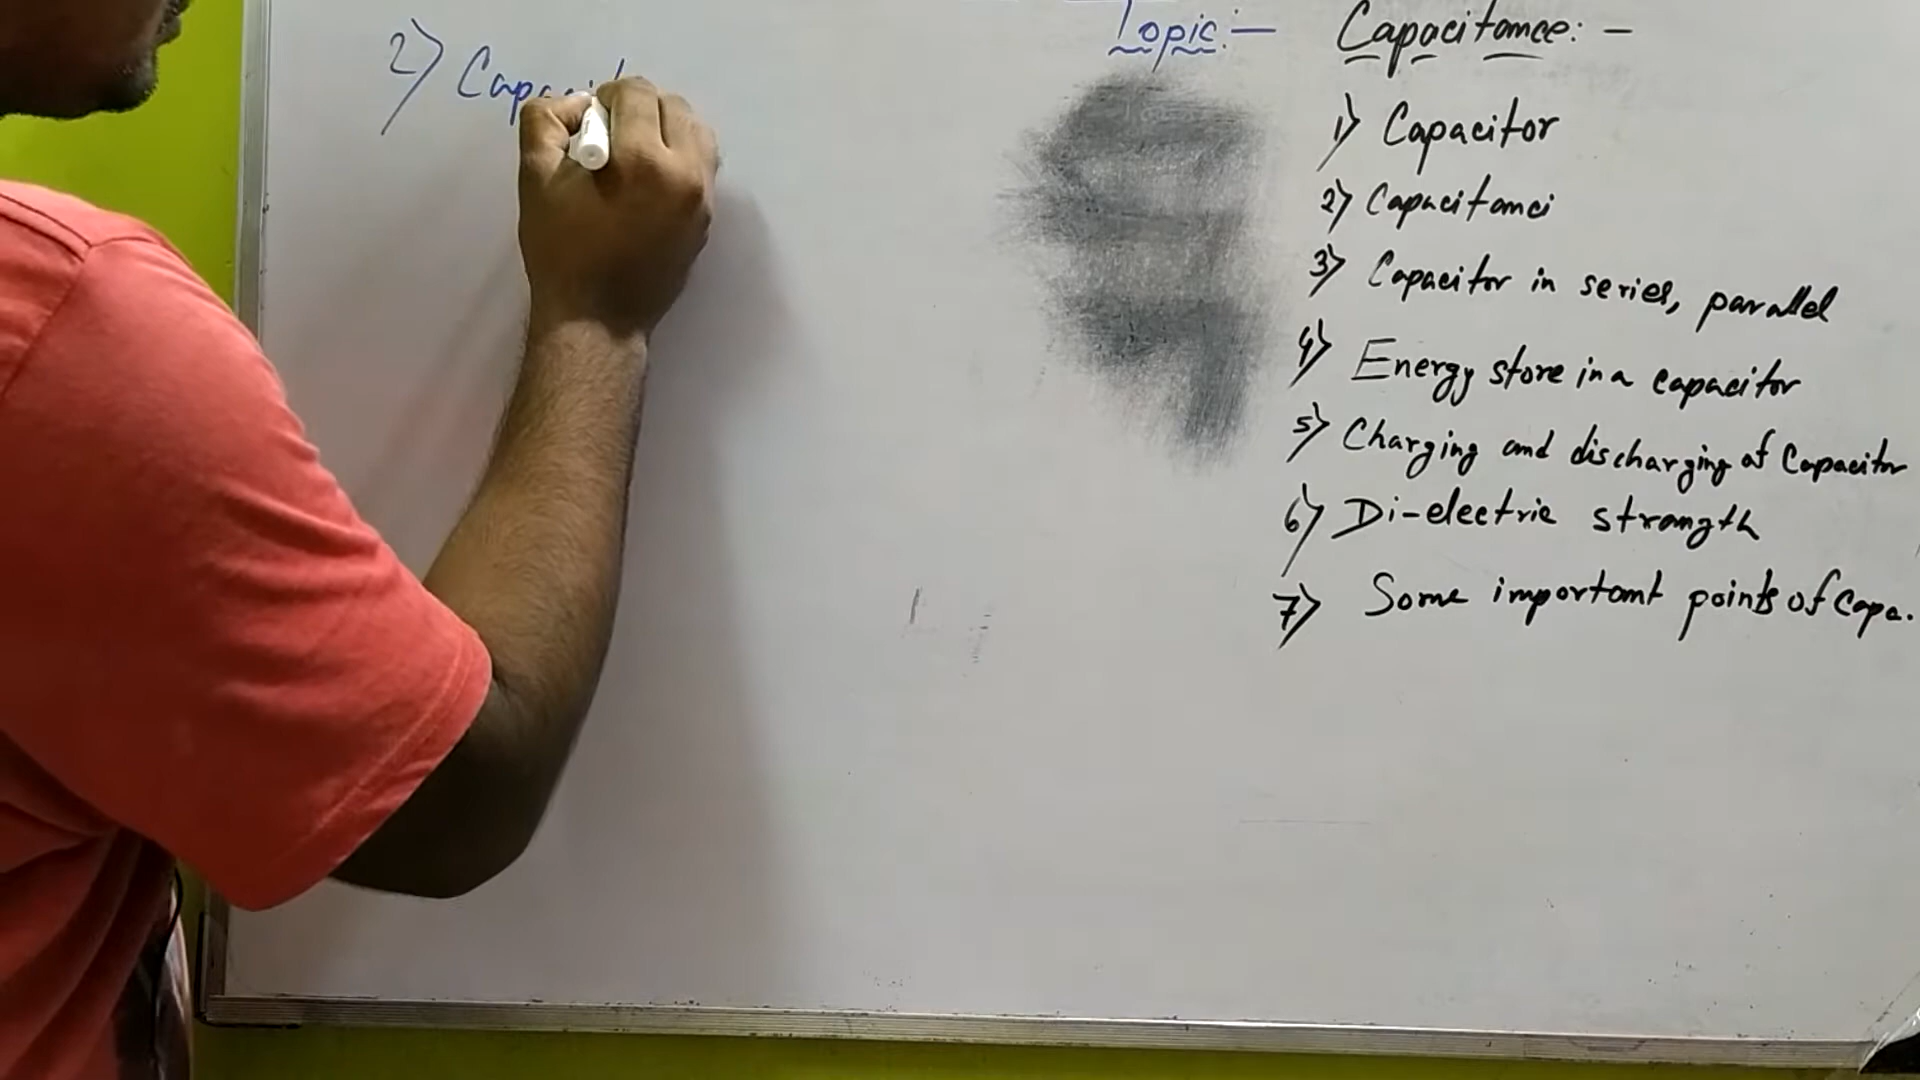 2) Capacit
Topic:- Capacitance:-
1) Capacitor
2) Capacitanci
3) Capacitor in series, parallel
4) Energy store in a capacitor
5) Charging and discharging of Capacitor
6) Di-electric strength
7) Some important points of Capa.